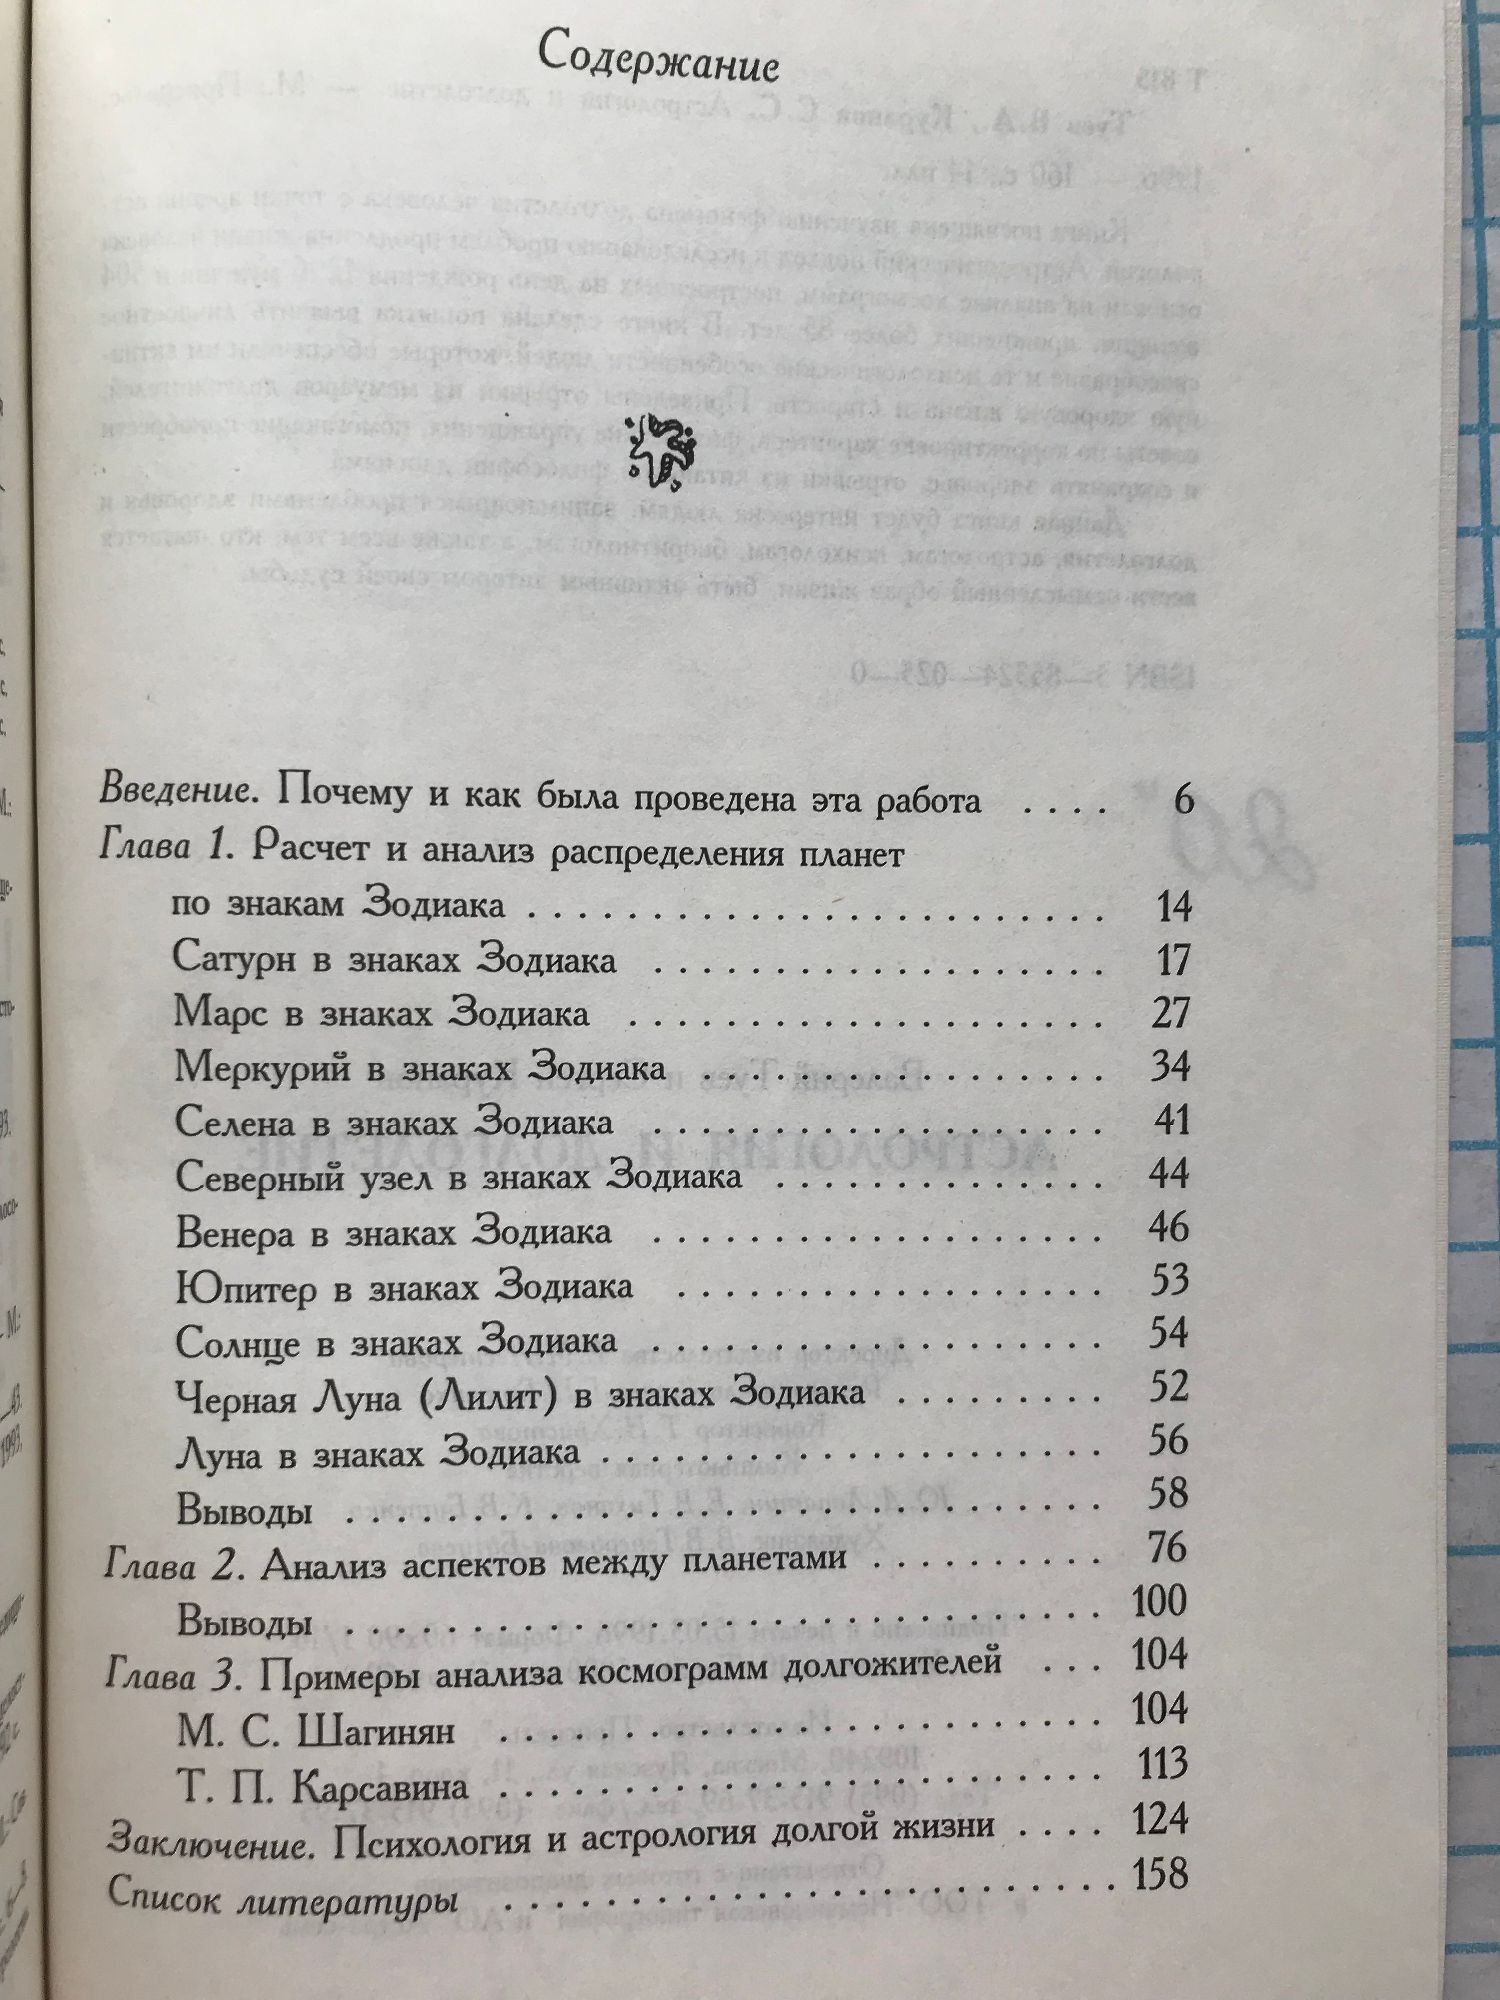 Содержание
Введение. Почему и как была проведена эта работа . . . . 6
Глава 1. Расчет и анализ распределения планет
по знакам Зодиака . . . . . . . . . . . . . . . . . . . . . . . 14
Сатурн в знаках Зодиака . . . . . . . . . . . . . . . . . . 17
Марс в знаках Зодиака . . . . . . . . . . . . . . . . . . . 27
Меркурий в знаках Зодиака . . . . . . . . . . . . . . . . 34
Селена в знаках Зодиака . . . . . . . . . . . . . . . . . . 41
Северный узел в знаках Зодиака . . . . . . . . . . . . . 44
Венера в знаках Зодиака . . . . . . . . . . . . . . . . . . 46
Юпитер в знаках Зодиака . . . . . . . . . . . . . . . . . 53
Солнце в знаках Зодиака . . . . . . . . . . . . . . . . . . 54
Черная Луна (Лилит) в знаках Зодиака . . . . . . . . . 52
Луна в знаках Зодиака . . . . . . . . . . . . . . . . . . . . 56
Выводы . . . . . . . . . . . . . . . . . . . . . . . . . . . . . . 58
Глава 2. Анализ аспектов между планетами . . . . . . . . . . 76
Выводы . . . . . . . . . . . . . . . . . . . . . . . . . . . . . . 100
Глава 3. Примеры анализа космограмм долгожителей . . . 104
М. С. Шагинян . . . . . . . . . . . . . . . . . . . . . . . . 104
Т. П. Карсавина . . . . . . . . . . . . . . . . . . . . . . . . 113
Заключение. Психология и астрология долгой жизни . . . . 124
Список литературы . . . . . . . . . . . . . . . . . . . . . . . . 158